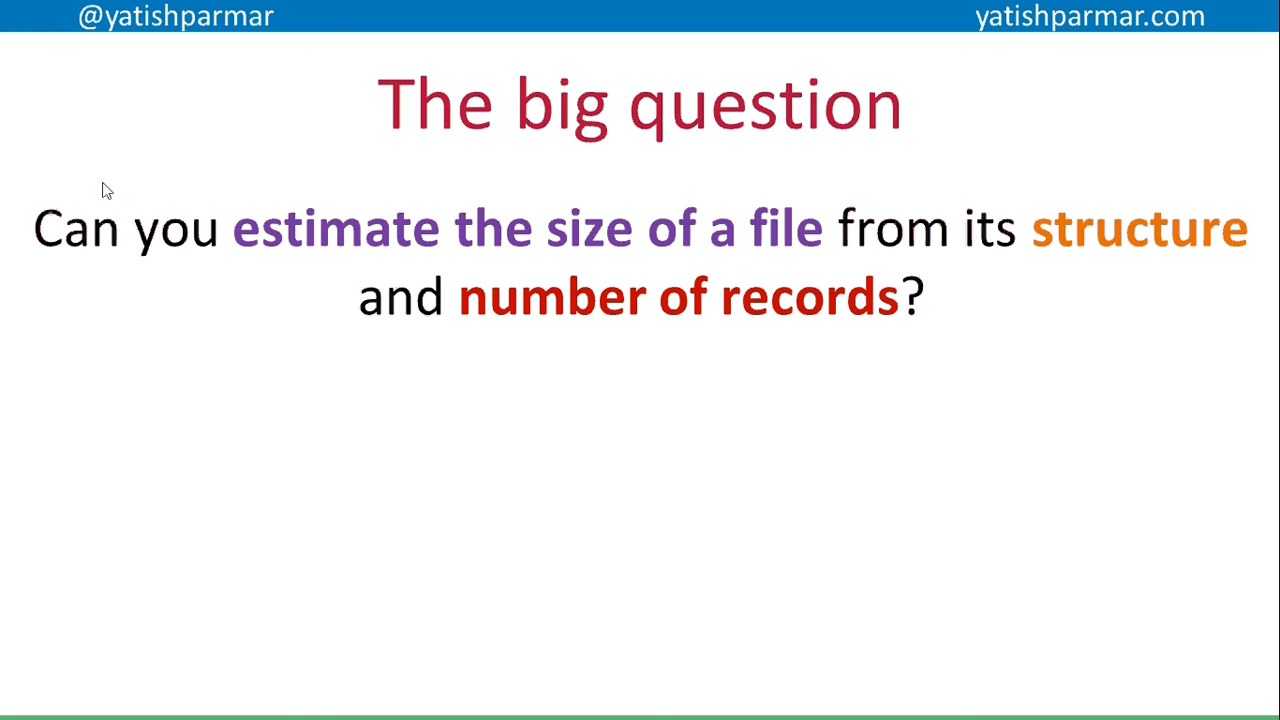 @yatishparmar
yatishparmar.com
The big question
Can you estimate the size of a file from its structure
and number of records?